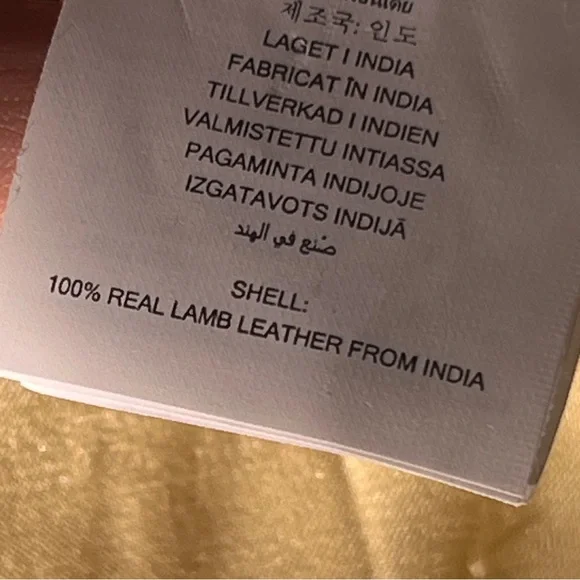 제조국: 인도
LAGET I INDIA
FABRICAT ÎN INDIA
TILLVERKAD I INDIEN
VALMISTETTU INTIASSA
PAGAMINTA INDIJOJE
IZGATAVOTS INDIJĀ
صنع في الهند
SHELL:
100% REAL LAMB LEATHER FROM INDIA